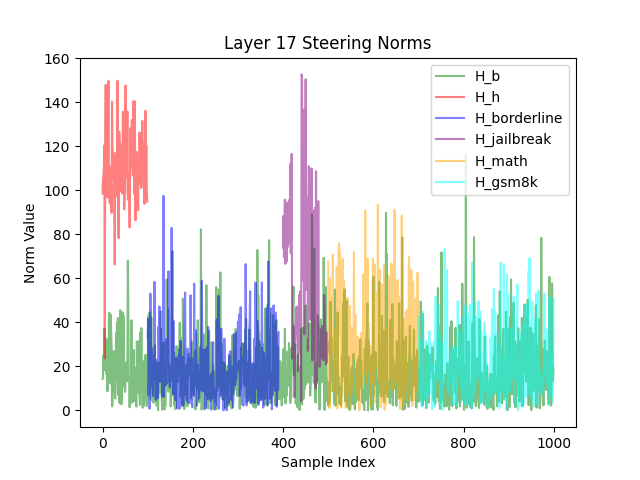 Layer 17 Steering Norms
Norm Value
160
140
120
100
80
60
40
20
0
H_b
H_h
H_borderline
H_jailbreak
H_math
H_gsm8k
0 200 400 600 800 1000
Sample Index